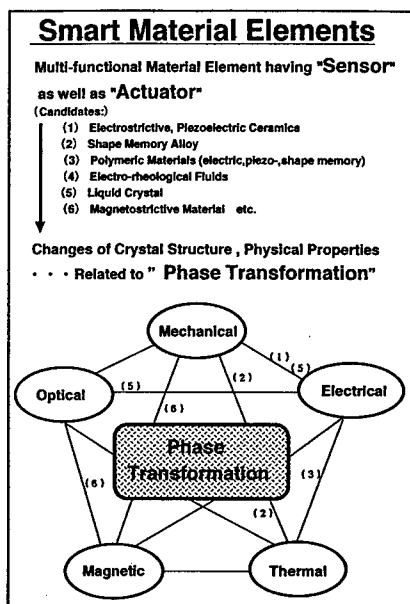 Smart Material Elements
Multi-functional Material Element having "Sensor"
as well as "Actuator"
(Candidates:)
(1) Electrostrictive, Piezoelectric Ceramics
(2) Shape Memory Alloy
(3) Polymeric Materials (electric,piezo-,shape memory)
(4) Electro-rheological Fluids
(5) Liquid Crystal
(6) Magnetostrictive Material etc.
Changes of Crystal Structure , Physical Properties
· · · Related to " Phase Transformation"
Mechanical
(1)
(2)
(5)
Optical
(5)
Electrical
(6)
Phase
Transformation
(6)
(3)
(2)
Magnetic
Thermal